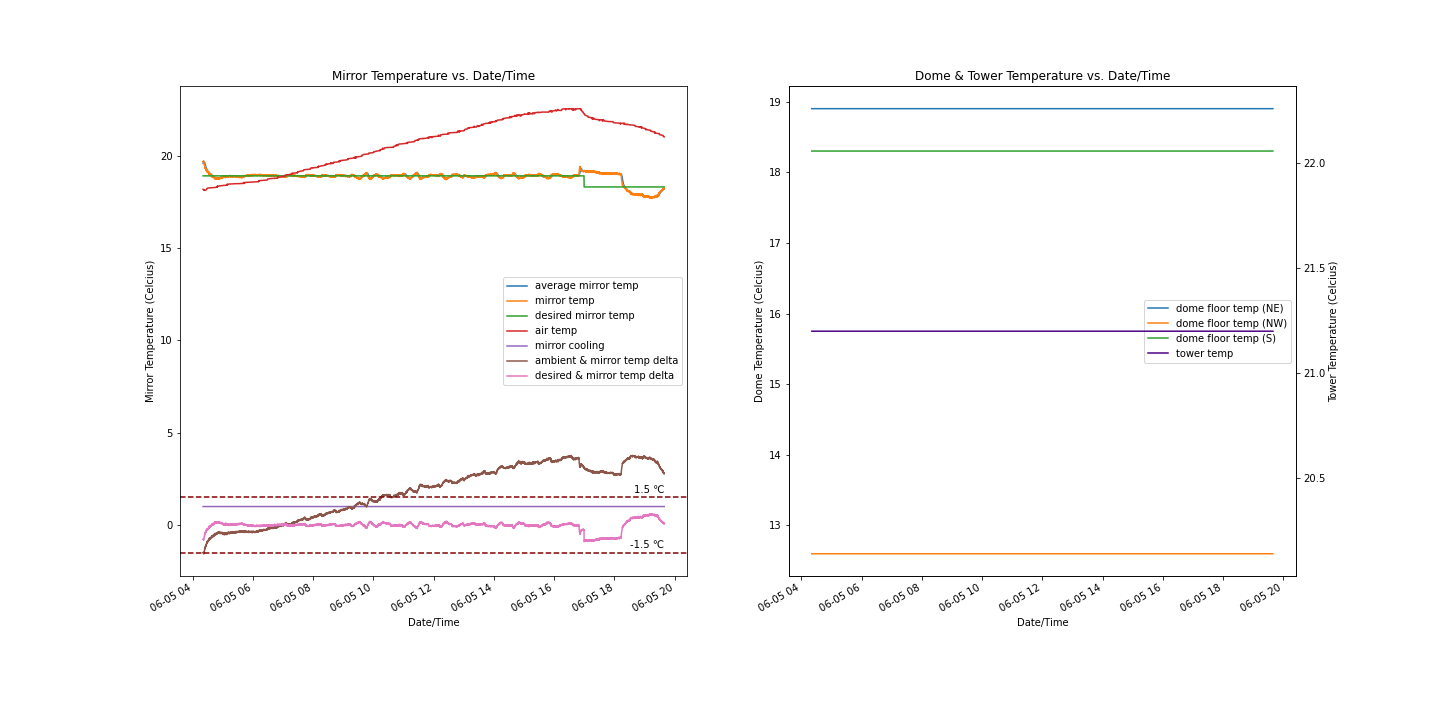 Mirror Temperature vs. Date/Time
Mirror Temperature (Celcius)
20
15
10
5
0
average mirror temp
mirror temp
desired mirror temp
air temp
mirror cooling
ambient & mirror temp delta
desired & mirror temp delta
1.5 °C
-1.5 °C
06-05 04
06-05 06
06-05 08
06-05 10
06-05 12
06-05 14
06-05 16
06-05 18
06-05 20
Date/Time
Dome & Tower Temperature vs. Date/Time
Dome Temperature (Celcius)
19
18
17
16
15
14
13
dome floor temp (NE)
dome floor temp (NW)
dome floor temp (S)
tower temp
22.0
21.5
21.0
20.5
Tower Temperature (Celcius)
06-05 04
06-05 06
06-05 08
06-05 10
06-05 12
06-05 14
06-05 16
06-05 18
06-05 20
Date/Time